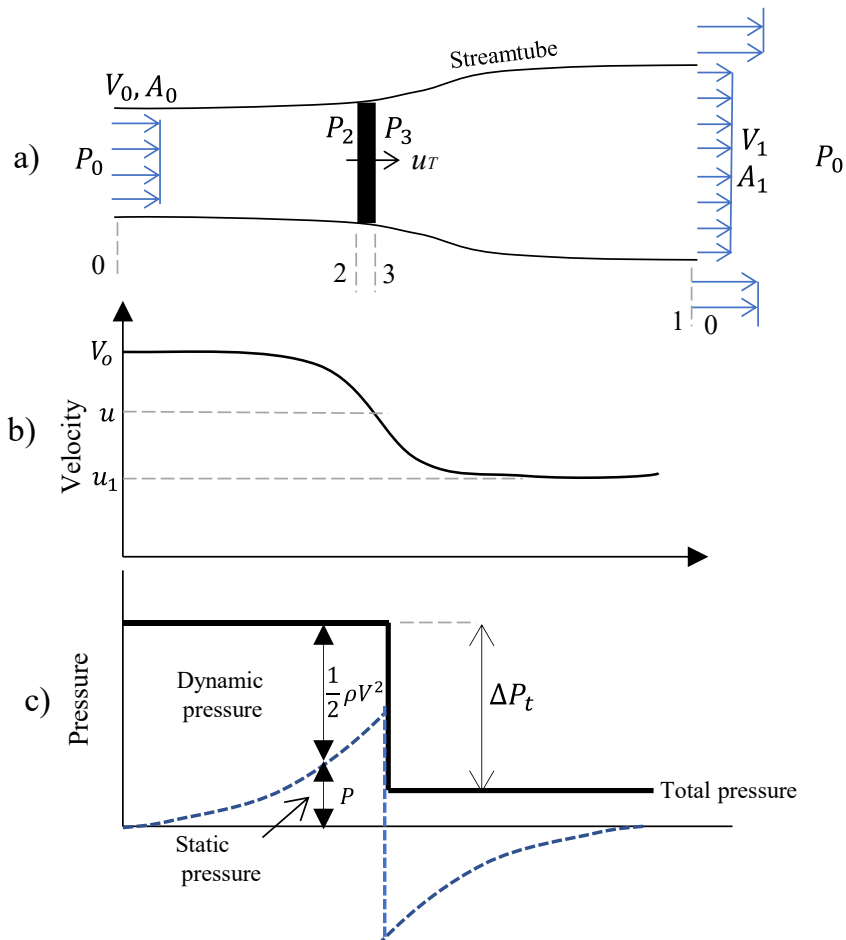 Streamtube
V₀, A₀
a)
P₀
P₂
P₃
u_T
V₁
A₁
P₀
0
2
3
1
0
b)
Velocity
Vₒ
u
u₁
c)
Pressure
Dynamic
pressure
1/2 ρV²
ΔPₜ
P
Total pressure
Static
pressure